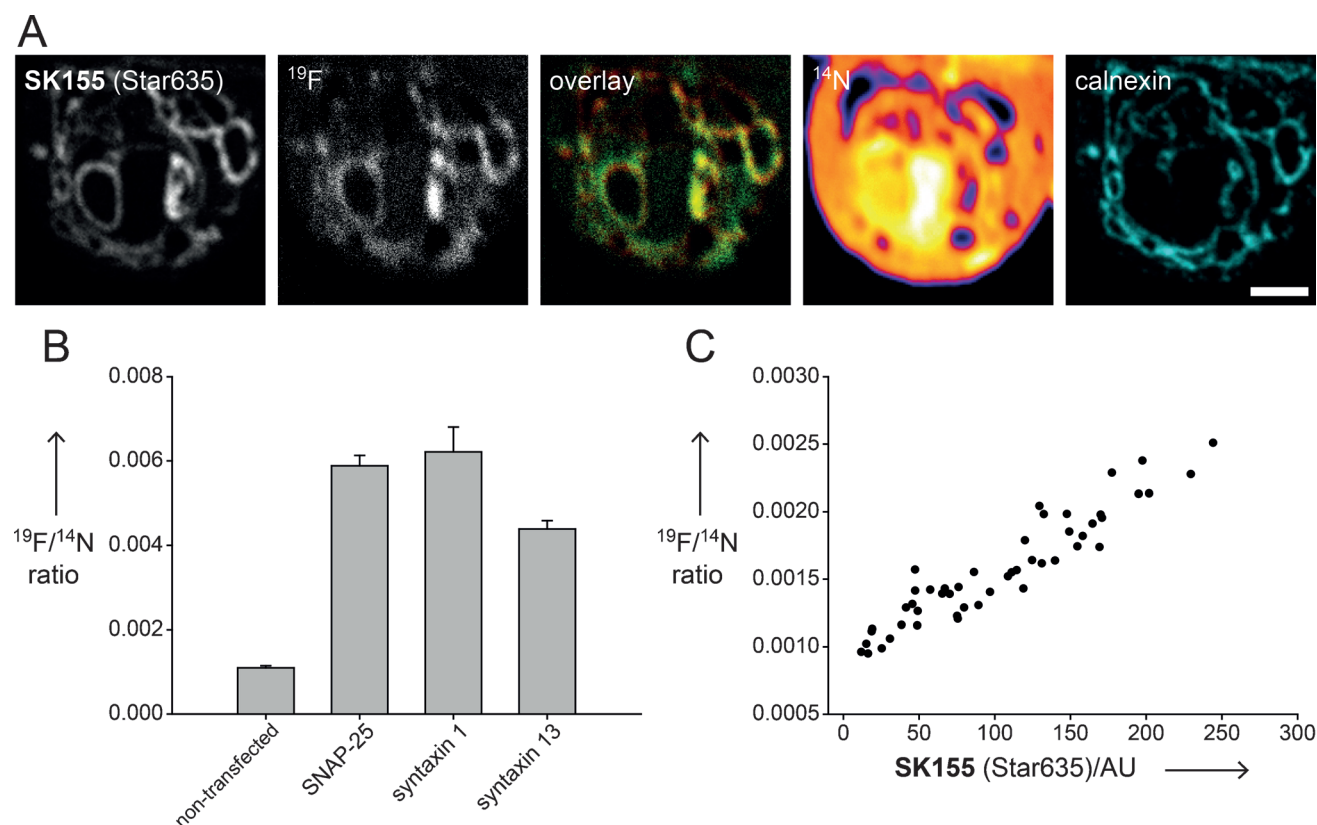 A
SK155 (Star635)
19F
overlay
14N
calnexin
B
0.008
0.006
0.004
0.002
0.000
19F/14N
ratio
non-transfected
SNAP-25
syntaxin 1
syntaxin 13
C
0.0030
0.0025
0.0020
0.0015
0.0010
0.0005
19F/14N
ratio
0 50 100 150 200 250 300
SK155 (Star635)/AU